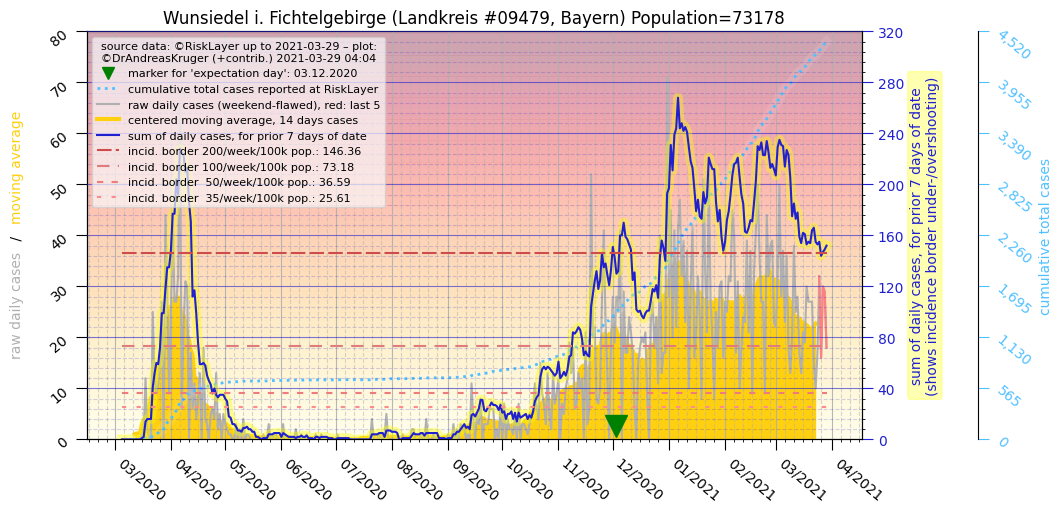 Wunsiedel i. Fichtelgebirge (Landkreis #09479, Bayern) Population=73178
source data: ©RiskLayer up to 2021-03-29 – plot:
©DrAndreasKruger (+contrib.) 2021-03-29 04:04
marker for 'expectation day': 03.12.2020
cumulative total cases reported at RiskLayer
raw daily cases (weekend-flawed), red: last 5
centered moving average, 14 days cases
sum of daily cases, for prior 7 days of date
incid. border 200/week/100k pop.: 146.36
incid. border 100/week/100k pop.: 73.18
incid. border  50/week/100k pop.: 36.59
incid. border  35/week/100k pop.: 25.61
raw daily cases / moving average
80
70
60
50
40
30
20
10
0
03/2020
04/2020
05/2020
06/2020
07/2020
08/2020
09/2020
10/2020
11/2020
12/2020
01/2021
02/2021
03/2021
04/2021
320
280
240
200
160
120
80
40
0
sum of daily cases, for prior 7 days of date
(shows incidence border under-/overshooting)
4,520
3,955
3,390
2,825
2,260
1,695
1,130
565
0
cumulative total cases